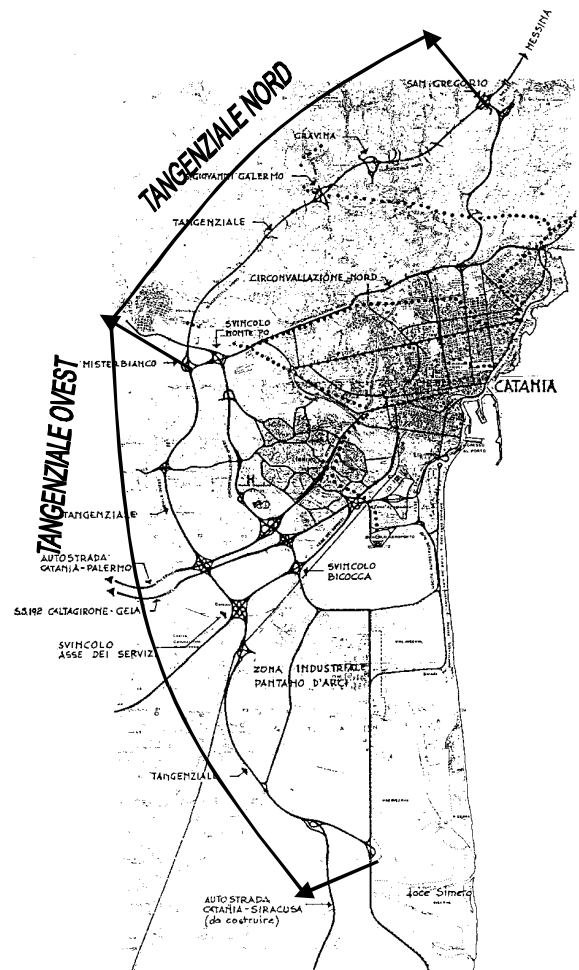 MESSINA
SAN GREGORIO
TANGENZIALE NORD
GRAVINA
S.GIOVANDI GALERMO
TANGENZIALE
CIRCONVALLAZIONE NORD
SVINCOLO
MONTE PO
MISTERBIANCO
CATANIA
TANGENZIALE OVEST
TANGENZIALE
AUTOSTRADA
CATANIA-PALERMO
S.S.192 CALTAGIRONE-GELA
SVINCOLO
BICOCCA
SVINCOLO
ASSE DEI SERVIZI
ZONA INDUSTRIALE
PANTANO D'ARCI
TANGENZIALE
foce Simeto
AUTOSTRADA
CATANIA-SIRACUSA
(da costruire)